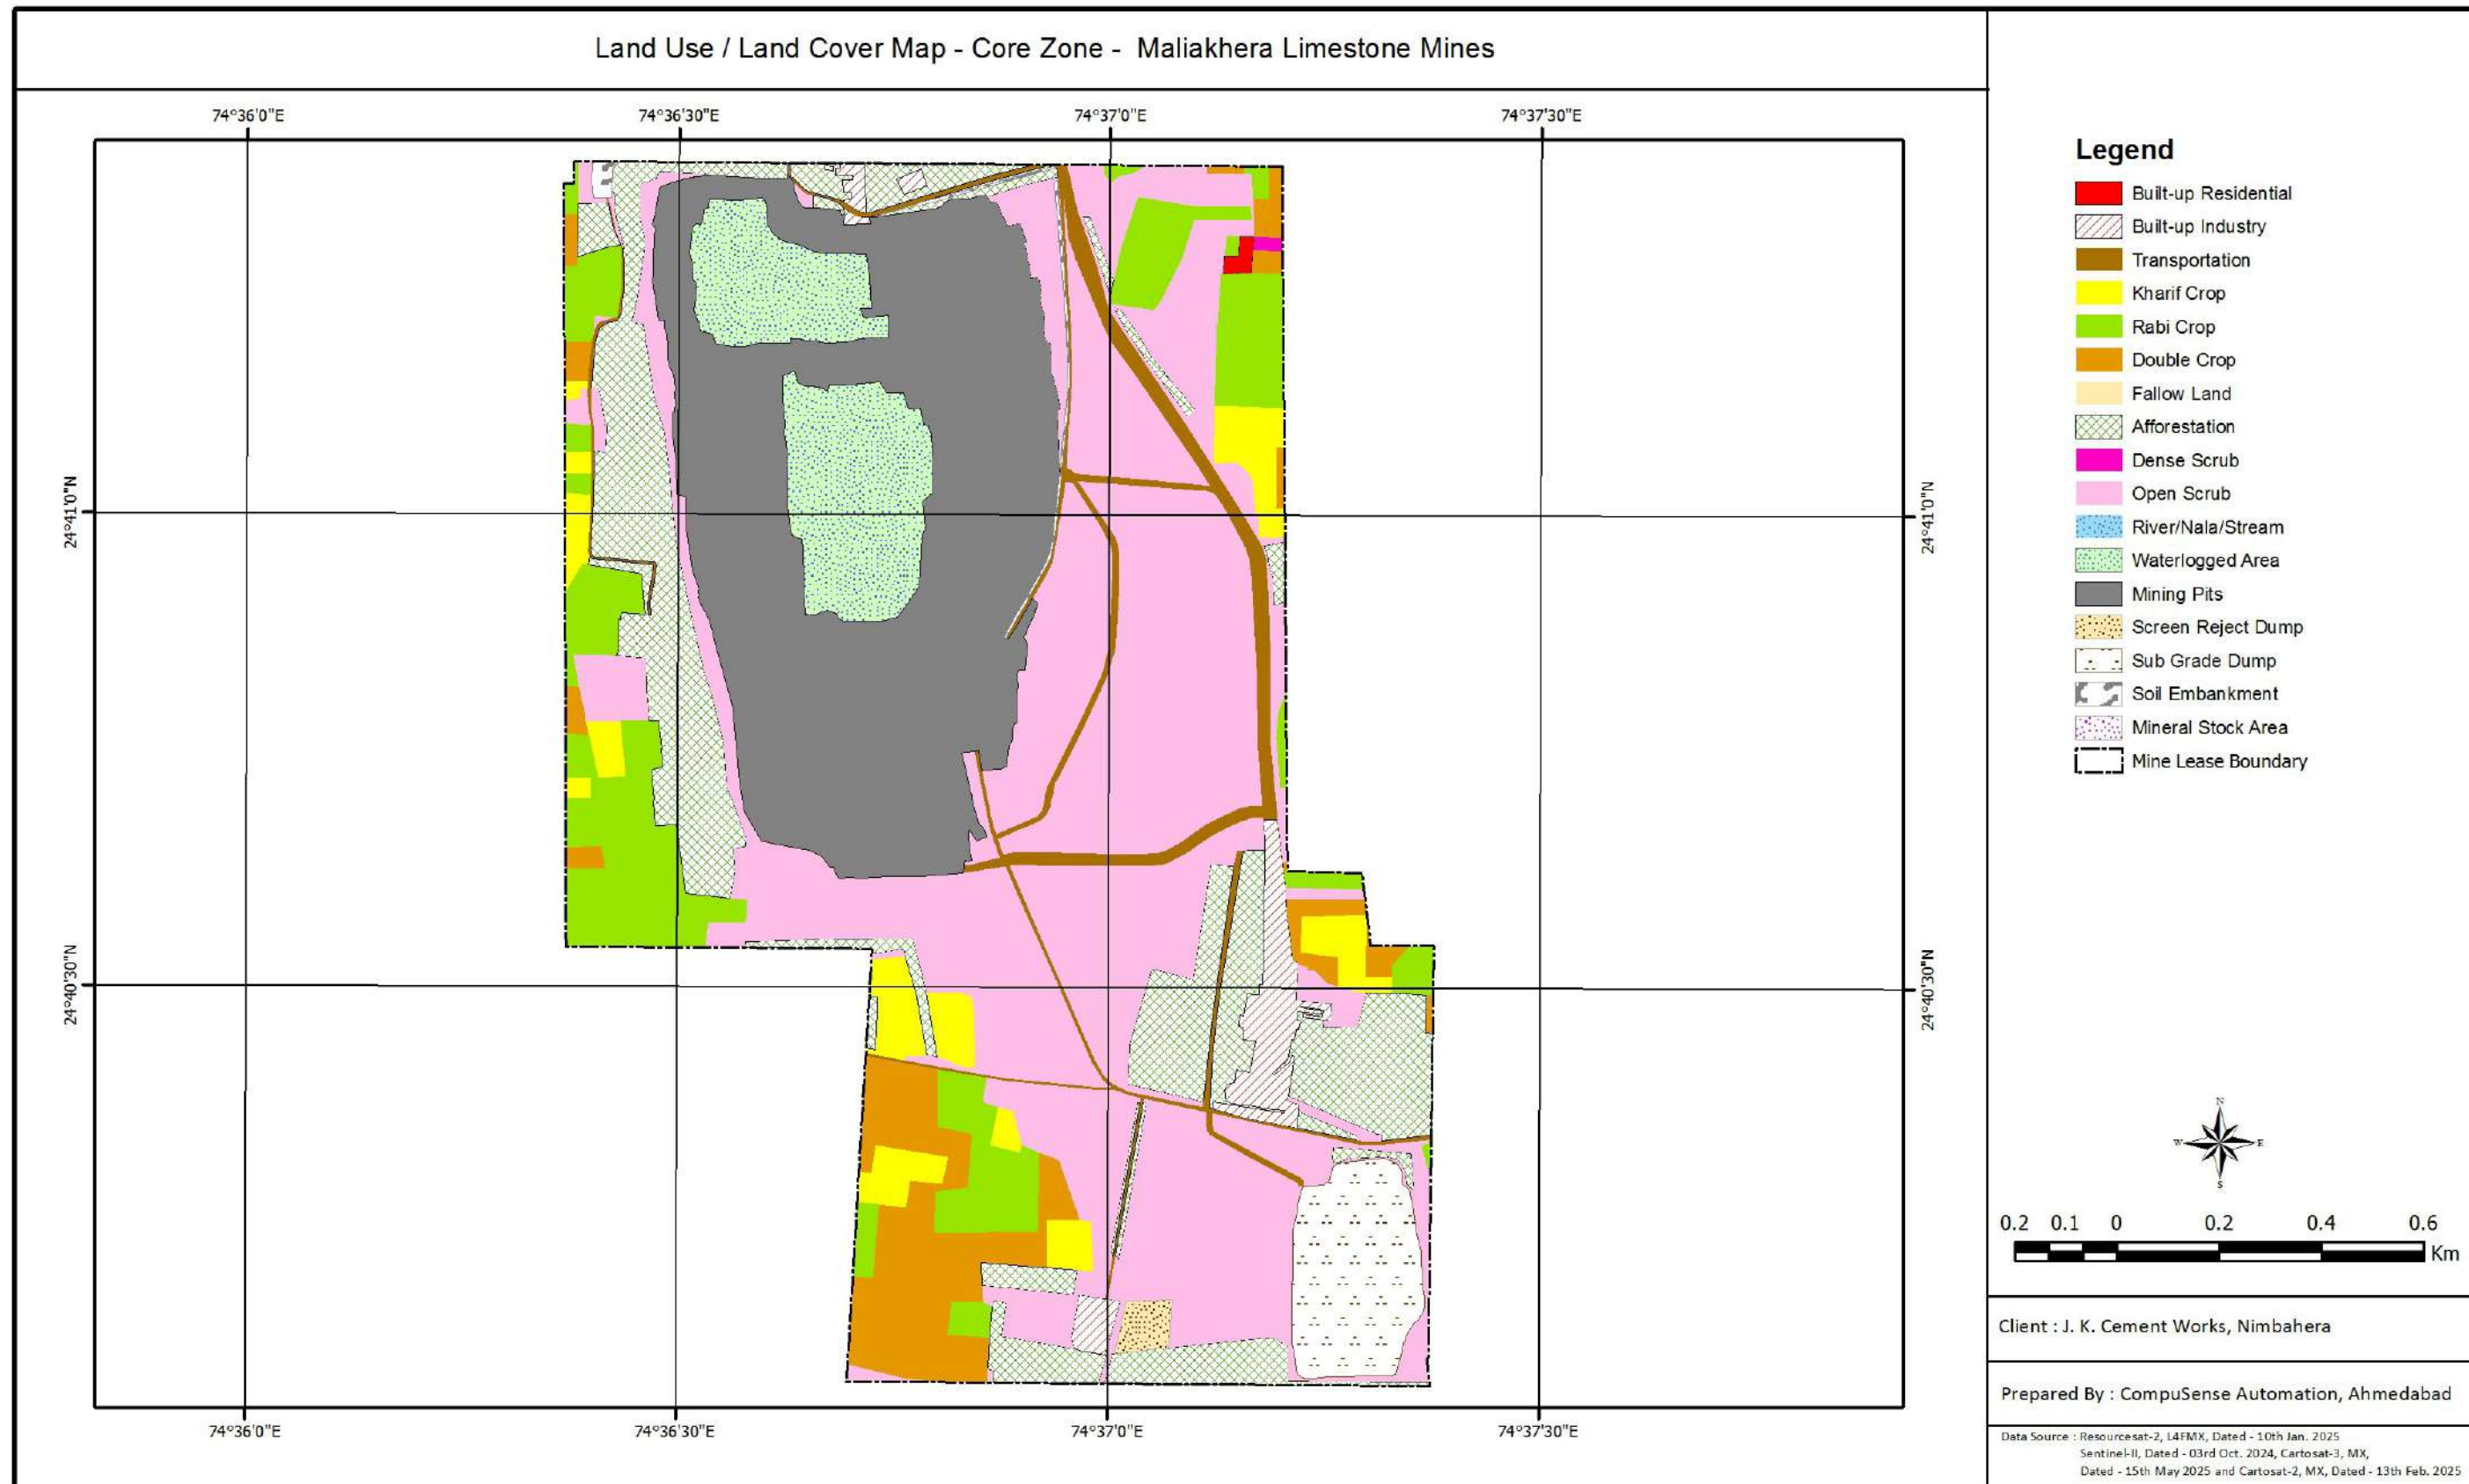 Land Use / Land Cover Map - Core Zone - Maliakhera Limestone Mines
74°36'0"E
74°36'30"E
74°37'0"E
74°37'30"E
24°41'0"N
24°41'0"N
24°40'30"N
24°40'30"N
74°36'0"E
74°36'30"E
74°37'0"E
74°37'30"E
Legend
Built-up Residential
Built-up Industry
Transportation
Kharif Crop
Rabi Crop
Double Crop
Fallow Land
Afforestation
Dense Scrub
Open Scrub
River/Nala/Stream
Waterlogged Area
Mining Pits
Screen Reject Dump
Sub Grade Dump
Soil Embankment
Mineral Stock Area
Mine Lease Boundary
N
W E
S
0.2 0.1 0 0.2 0.4 0.6
Km
Client : J. K. Cement Works, Nimbahera
Prepared By : CompuSense Automation, Ahmedabad
Data Source : Resourcesat-2, L4FMX, Dated - 10th Jan. 2025
Sentinel-II, Dated - 03rd Oct. 2024, Cartosat-3, MX,
Dated - 15th May 2025 and Cartosat-2, MX, Dated - 13th Feb. 2025